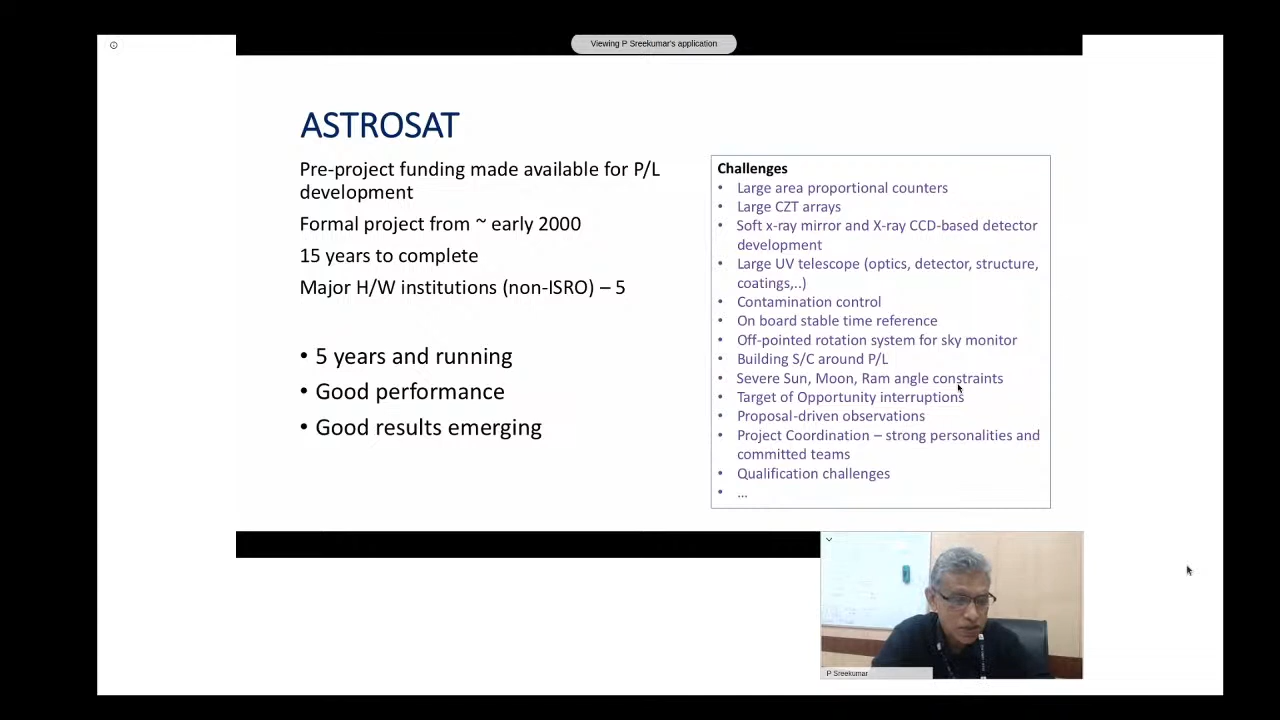 Viewing P Sreekumar's application
ASTROSAT
Pre-project funding made available for P/L
development
Formal project from ~ early 2000
15 years to complete
Major H/W institutions (non-ISRO) – 5
• 5 years and running
• Good performance
• Good results emerging
Challenges
• Large area proportional counters
• Large CZT arrays
• Soft x-ray mirror and X-ray CCD-based detector
development
• Large UV telescope (optics, detector, structure,
coatings,..)
• Contamination control
• On board stable time reference
• Off-pointed rotation system for sky monitor
• Building S/C around P/L
• Severe Sun, Moon, Ram angle constraints
• Target of Opportunity interruptions
• Proposal-driven observations
• Project Coordination – strong personalities and
committed teams
• Qualification challenges
• ...
P Sreekumar